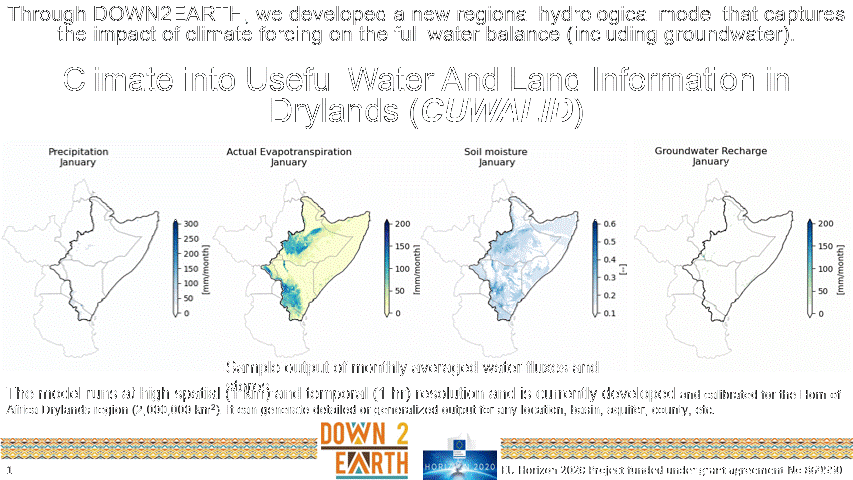 Through DOWN2EARTH, we developed a new regional hydrological model that captures
the impact of climate forcing on the full water balance (including groundwater).
Climate into Useful Water And Land Information in
Drylands (CUWALID)
Precipitation
January
Actual Evapotranspiration
January
Soil moisture
January
Groundwater Recharge
January
300
250
200
150
100
50
0
[mm/month]
200
150
100
50
0
[mm/month]
0.6
0.5
0.4
0.3
0.2
0.1
[--]
200
150
100
50
0
[mm/month]
Sample output of monthly averaged water fluxes and
The model runs at high spatial (1 km) and temporal (1 hr) resolution and is currently developed and calibrated for the Horn of
Africa Drylands region (2,000,000 km²). It can generate detailed or generalized output for any location, basin, aquifer, county, etc.
DOWN 2
EARTH
HORIZON 2020
1
EU Horizon 2020 Project funded under grant agreement No